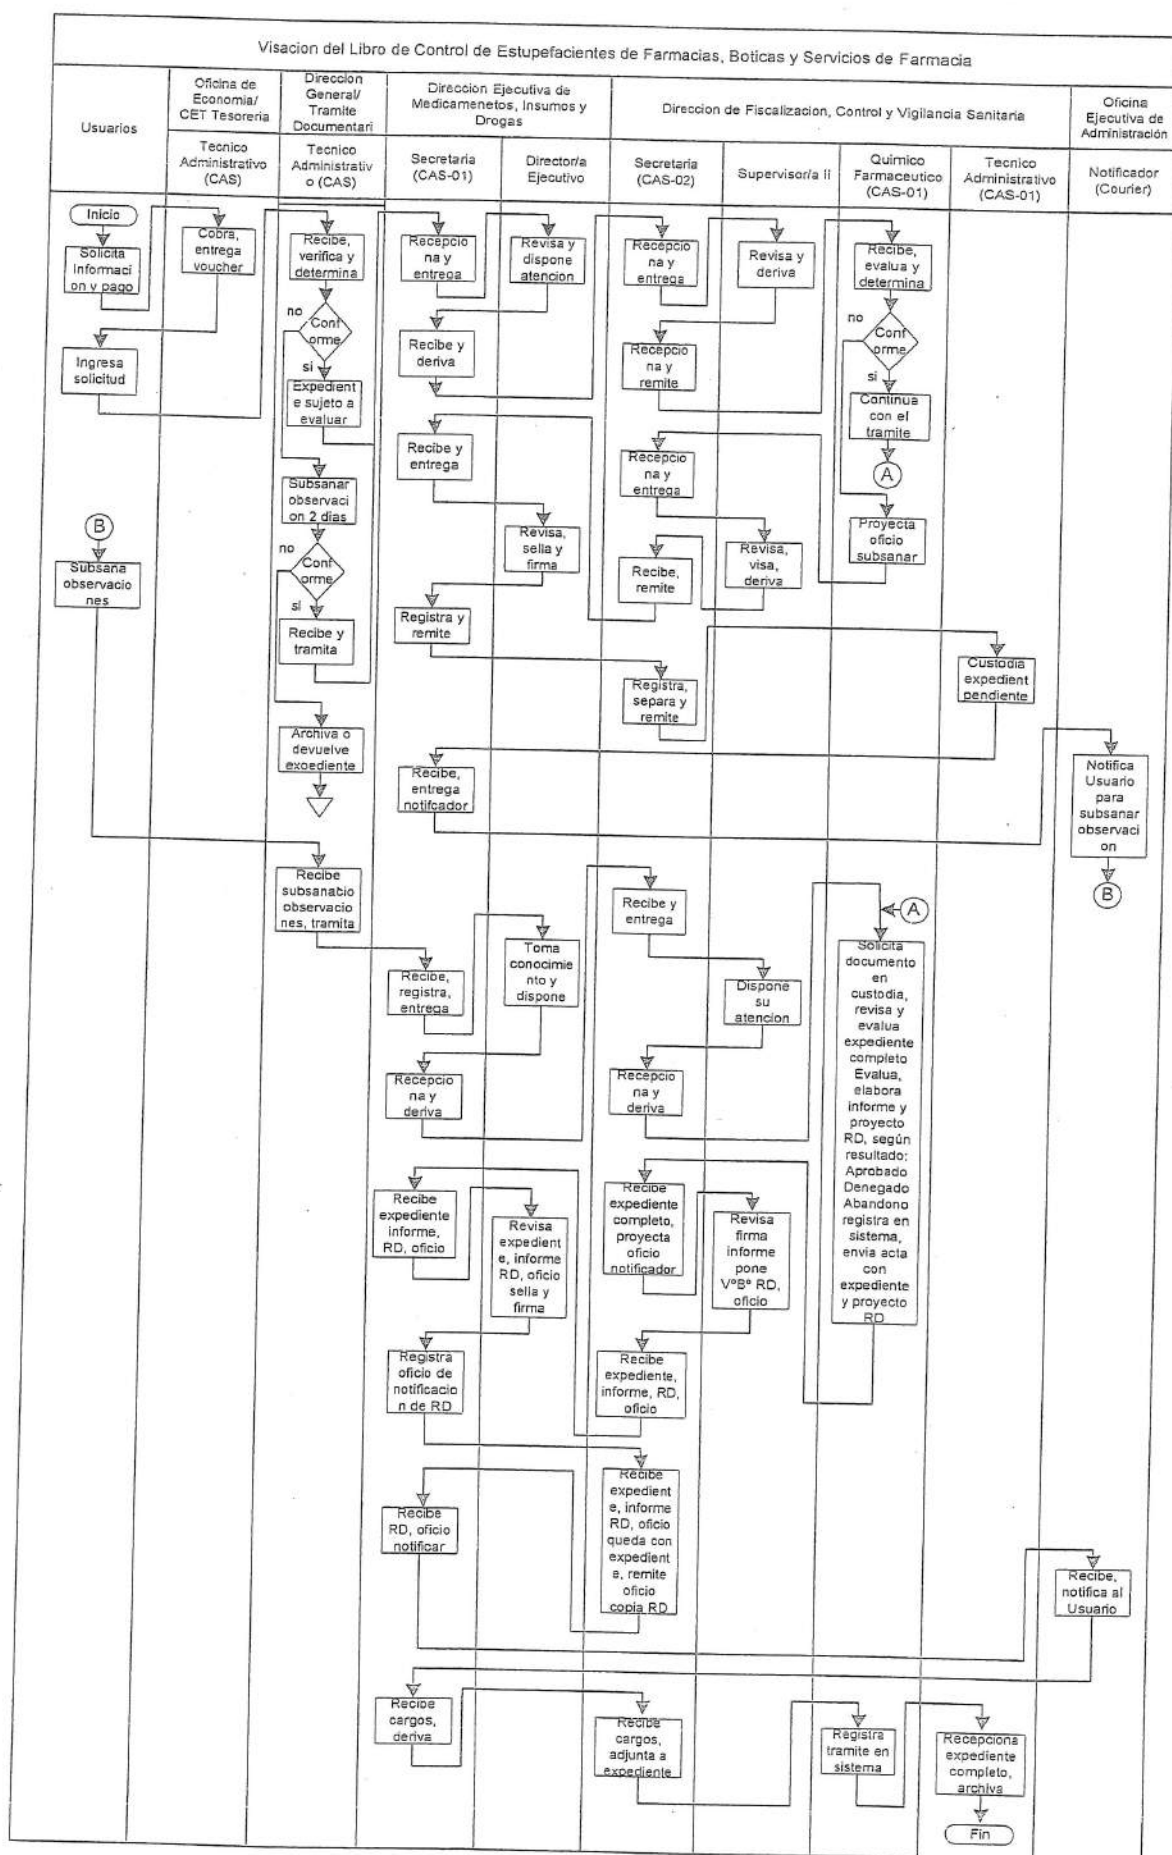 Visacion del Libro de Control de Estupefacientes de Farmacias, Boticas y Servicios de Farmacia
Usuarios
Oficina de
Economia/
CET Tesoreria
Direccion
General/
Tramite
Documentari
Direccion Ejecutiva de
Medicamenetos, Insumos y
Drogas
Direccion de Fiscalizacion, Control y Vigilancia Sanitaria
Oficina
Ejecutiva de
Administración
Tecnico
Administrativo
(CAS)
Tecnico
Administrativ
o (CAS)
Secretaria
(CAS-01)
Director/a
Ejecutivo
Secretaria
(CAS-02)
Supervisor/a II
Quimico
Farmaceutico
(CAS-01)
Tecnico
Administrativo
(CAS-01)
Notificador
(Courier)
Inicio
Solicita
Informaci
on y pago
Cobra,
entrega
voucher
Recibe,
verifica y
determina
Recepcio
na y
entrega
Revisa y
dispone
atencion
Recepcio
na y
entrega
Revisa y
deriva
Recibe,
evalua y
determina
Ingresa
solicitud
no
Conf
orme
si
Expedient
e sujeto a
evaluar
Recibe y
deriva
Recepcio
na y
remite
no
Conf
orme
si
Continua
con el
tramite
A
Recibe y
entrega
Recepcio
na y
entrega
Subsanar
observaci
on 2 dias
Proyecta
oficio
subsanar
B
Subsana
observacio
nes
no
Conf
orme
si
Recibe y
tramita
Revisa,
sella y
firma
Recibe,
remite
Revisa,
visa,
deriva
Registra y
remite
Registra,
separa y
remite
Custodia
expedient
pendiente
Archiva o
devuelve
exoediente
Recibe,
entrega
notifcador
Notifica
Usuario
para
subsanar
observaci
on
B
Recibe
subsanatio
observacio
nes, tramita
Recibe y
entrega
A
Recibe,
registra,
entrega
Toma
conocimie
nto y
dispone
Dispone
su
atencion
Solicita
documento
en
custodia,
revisa y
evalua
expediente
completo
Evalua,
elabora
informe y
proyecto
RD, según
resultado:
Aprobado
Denegado
Abandono
registra en
sistema,
envia acta
con
expediente
y proyecto
RD
Recepcio
na y
deriva
Recepcio
na y
deriva
Recibe
expediente
informe,
RD, oficio
Revisa
expedient
e, informe
RD, oficio
sella y
firma
Recibe
expediente
completo,
proyecta
oficio
notificador
Revisa
firma
informe
pone
V°B° RD,
oficio
Registra
oficio de
notificacio
n de RD
Recibe
expediente,
informe, RD,
oficio
Recibe
RD, oficio
notificar
Recibe
expedient
e, informe
RD, oficio
queda con
expedient
e, remite
oficio
copia RD
Recibe,
notifica al
Usuario
Recibe
cargos,
deriva
Recibe
cargos,
adjunta a
expediente
Registra
tramite en
sistema
Recepciona
expediente
completo,
archiva
Fin